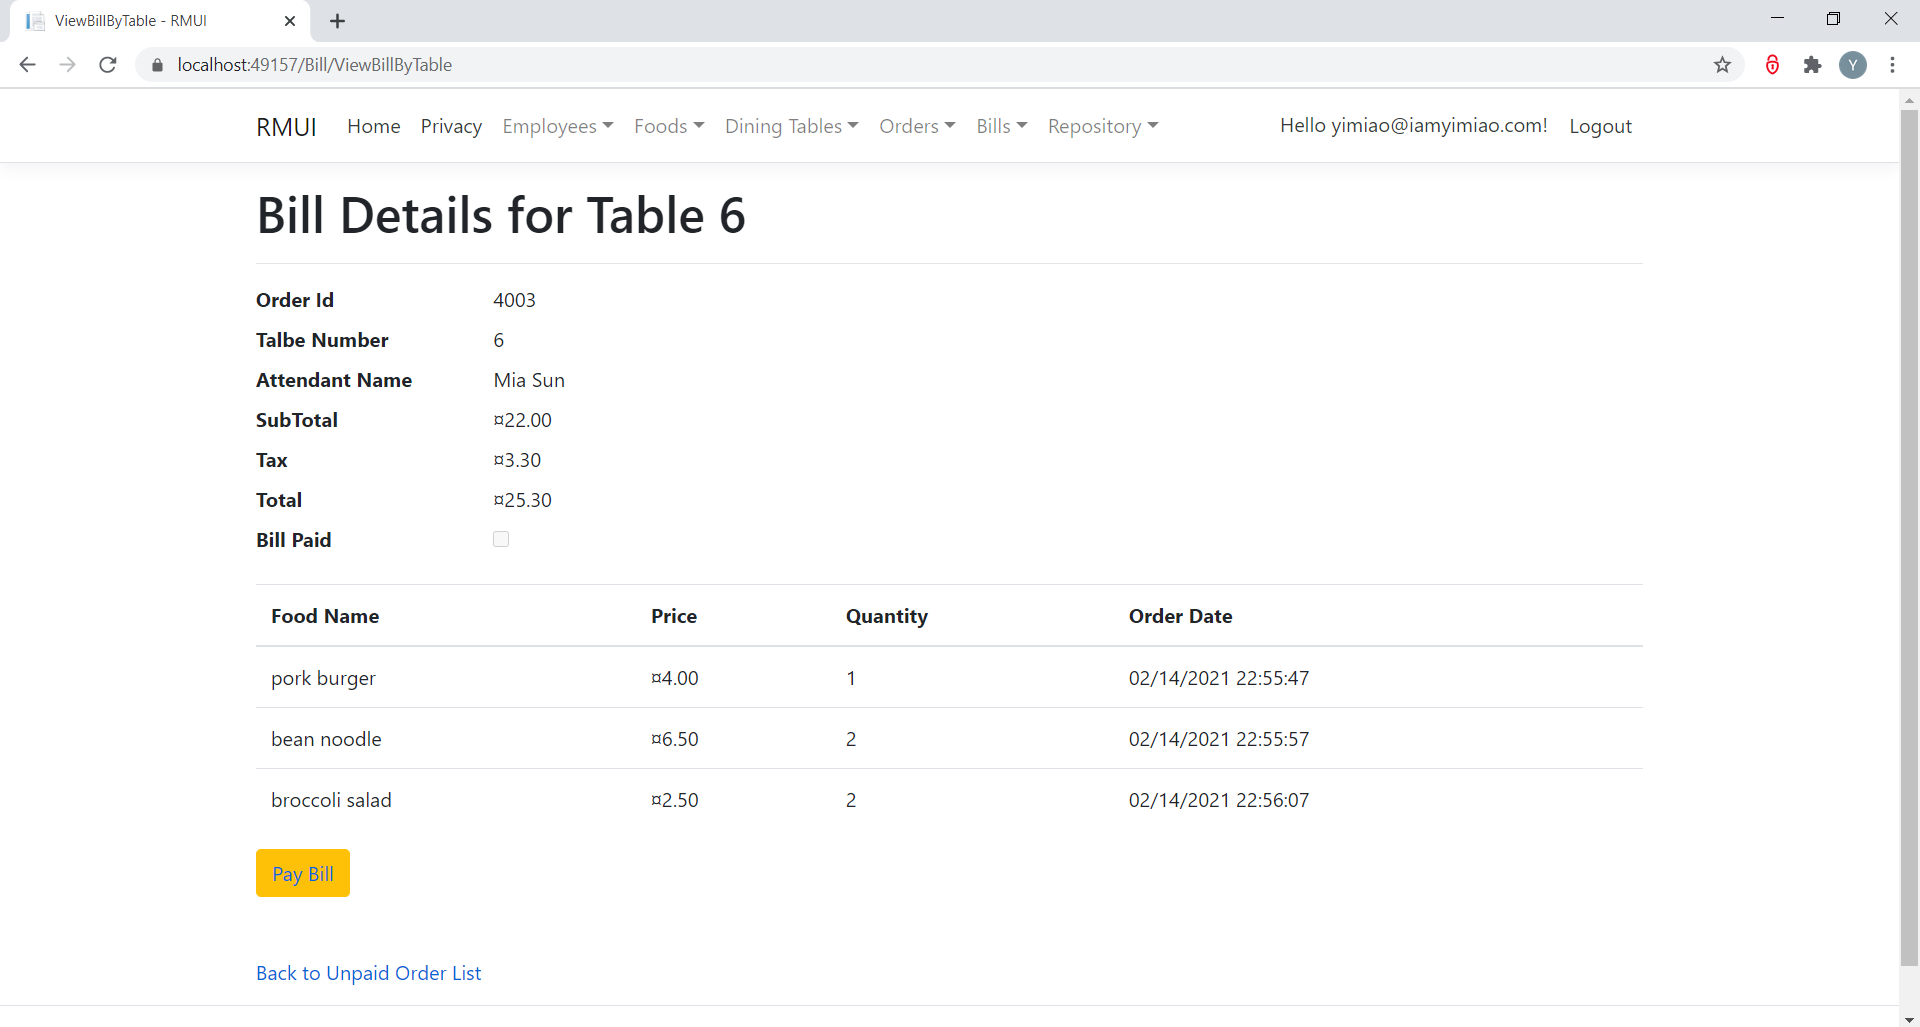 ViewBillByTable - RMUI
localhost:49157/Bill/ViewBillByTable
Y
RMUI Home Privacy Employees Foods Dining Tables Orders Bills Repository Hello yimiao@iamyimiao.com! Logout
Bill Details for Table 6
Order Id 4003
Talbe Number 6
Attendant Name Mia Sun
SubTotal ¤22.00
Tax ¤3.30
Total ¤25.30
Bill Paid
Food Name Price Quantity Order Date
pork burger ¤4.00 1 02/14/2021 22:55:47
bean noodle ¤6.50 2 02/14/2021 22:55:57
broccoli salad ¤2.50 2 02/14/2021 22:56:07
Pay Bill
Back to Unpaid Order List